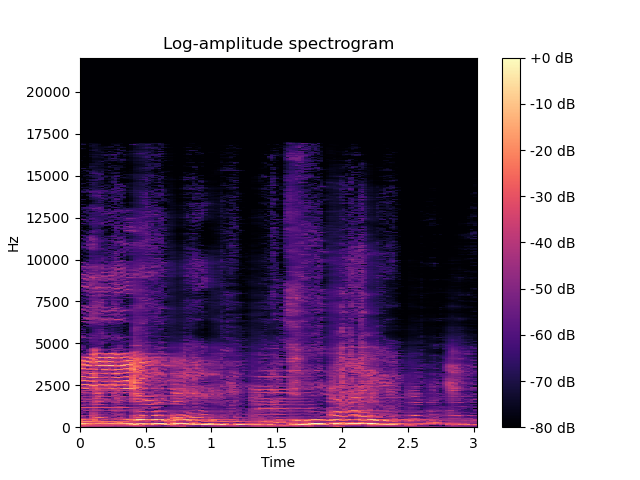 Log-amplitude spectrogram
Hz
20000
17500
15000
12500
10000
7500
5000
2500
0
0
0.5
1
1.5
2
2.5
3
Time
+0 dB
-10 dB
-20 dB
-30 dB
-40 dB
-50 dB
-60 dB
-70 dB
-80 dB